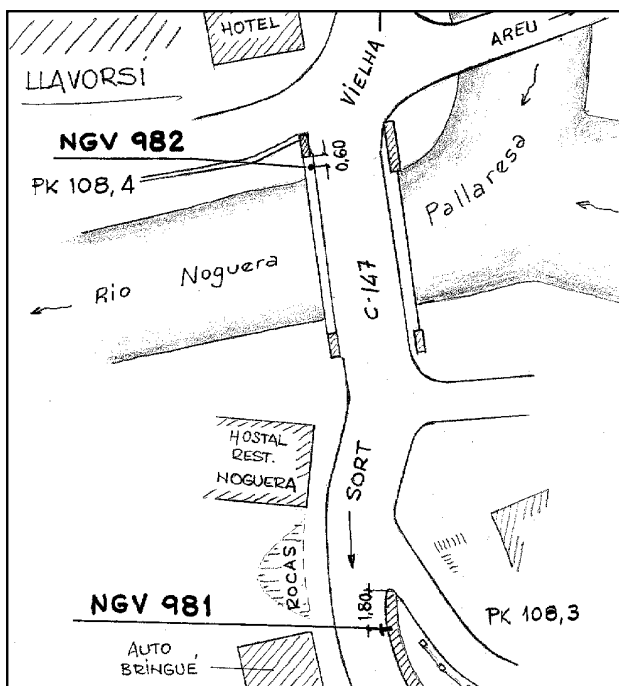 HOTEL
VIELHA
AREU
LLAVORSÍ
NGV 982
0,60
PK 108,4
Pallaresa
Rio Noguera
C-147
HOSTAL
REST.
NOGUERA
SORT
ROCAS
NGV 981
1,80
PK 108,3
AUTO
BRINGUÉ